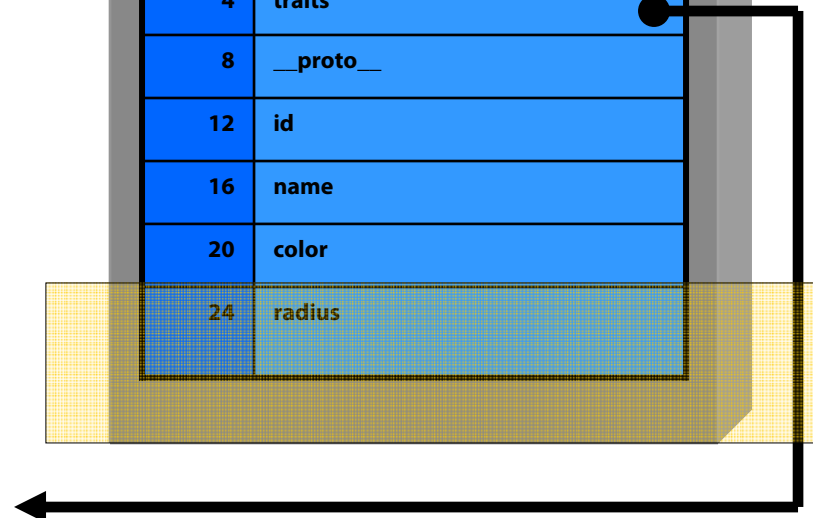 4 traits
8 __proto__
12 id
16 name
20 color
24 radius